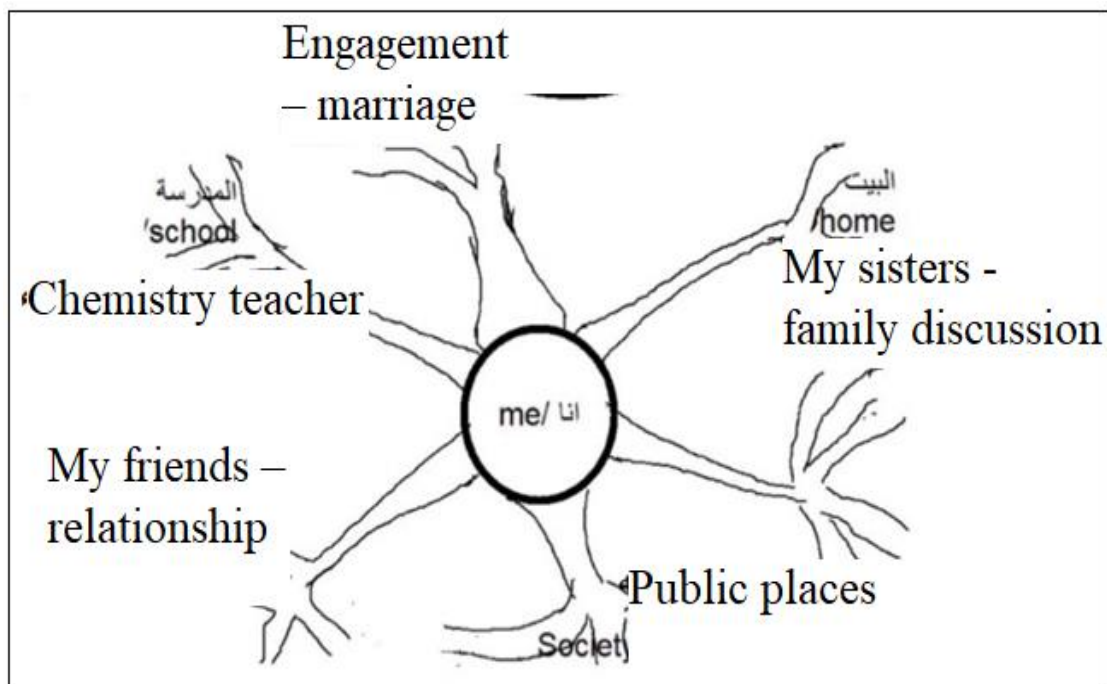 Engagement
– marriage
المدرسة
/school
البيت
/home
Chemistry teacher
My sisters -
family discussion
me/ انا
My friends –
relationship
Public places
Society